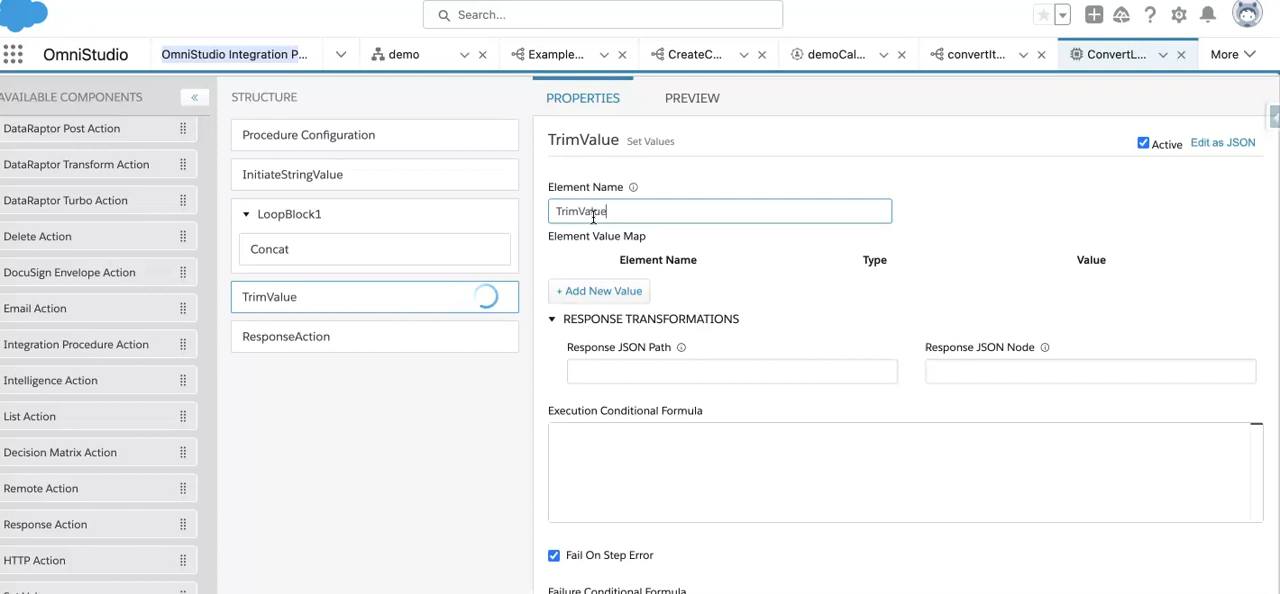 Search...
OmniStudio
OmniStudio Integration P...
demo
Example...
CreateC...
demoCal...
convertIt...
ConvertL...
More
AVAILABLE COMPONENTS
DataRaptor Post Action
DataRaptor Transform Action
DataRaptor Turbo Action
Delete Action
DocuSign Envelope Action
Email Action
Integration Procedure Action
Intelligence Action
List Action
Decision Matrix Action
Remote Action
Response Action
HTTP Action
STRUCTURE
Procedure Configuration
InitiateStringValue
LoopBlock1
Concat
TrimValue
ResponseAction
PROPERTIES
PREVIEW
TrimValue Set Values
Active Edit as JSON
Element Name
TrimValue
Element Value Map
Element Name Type Value
+ Add New Value
RESPONSE TRANSFORMATIONS
Response JSON Path
Response JSON Node
Execution Conditional Formula
Fail On Step Error
Failure Conditional Formula